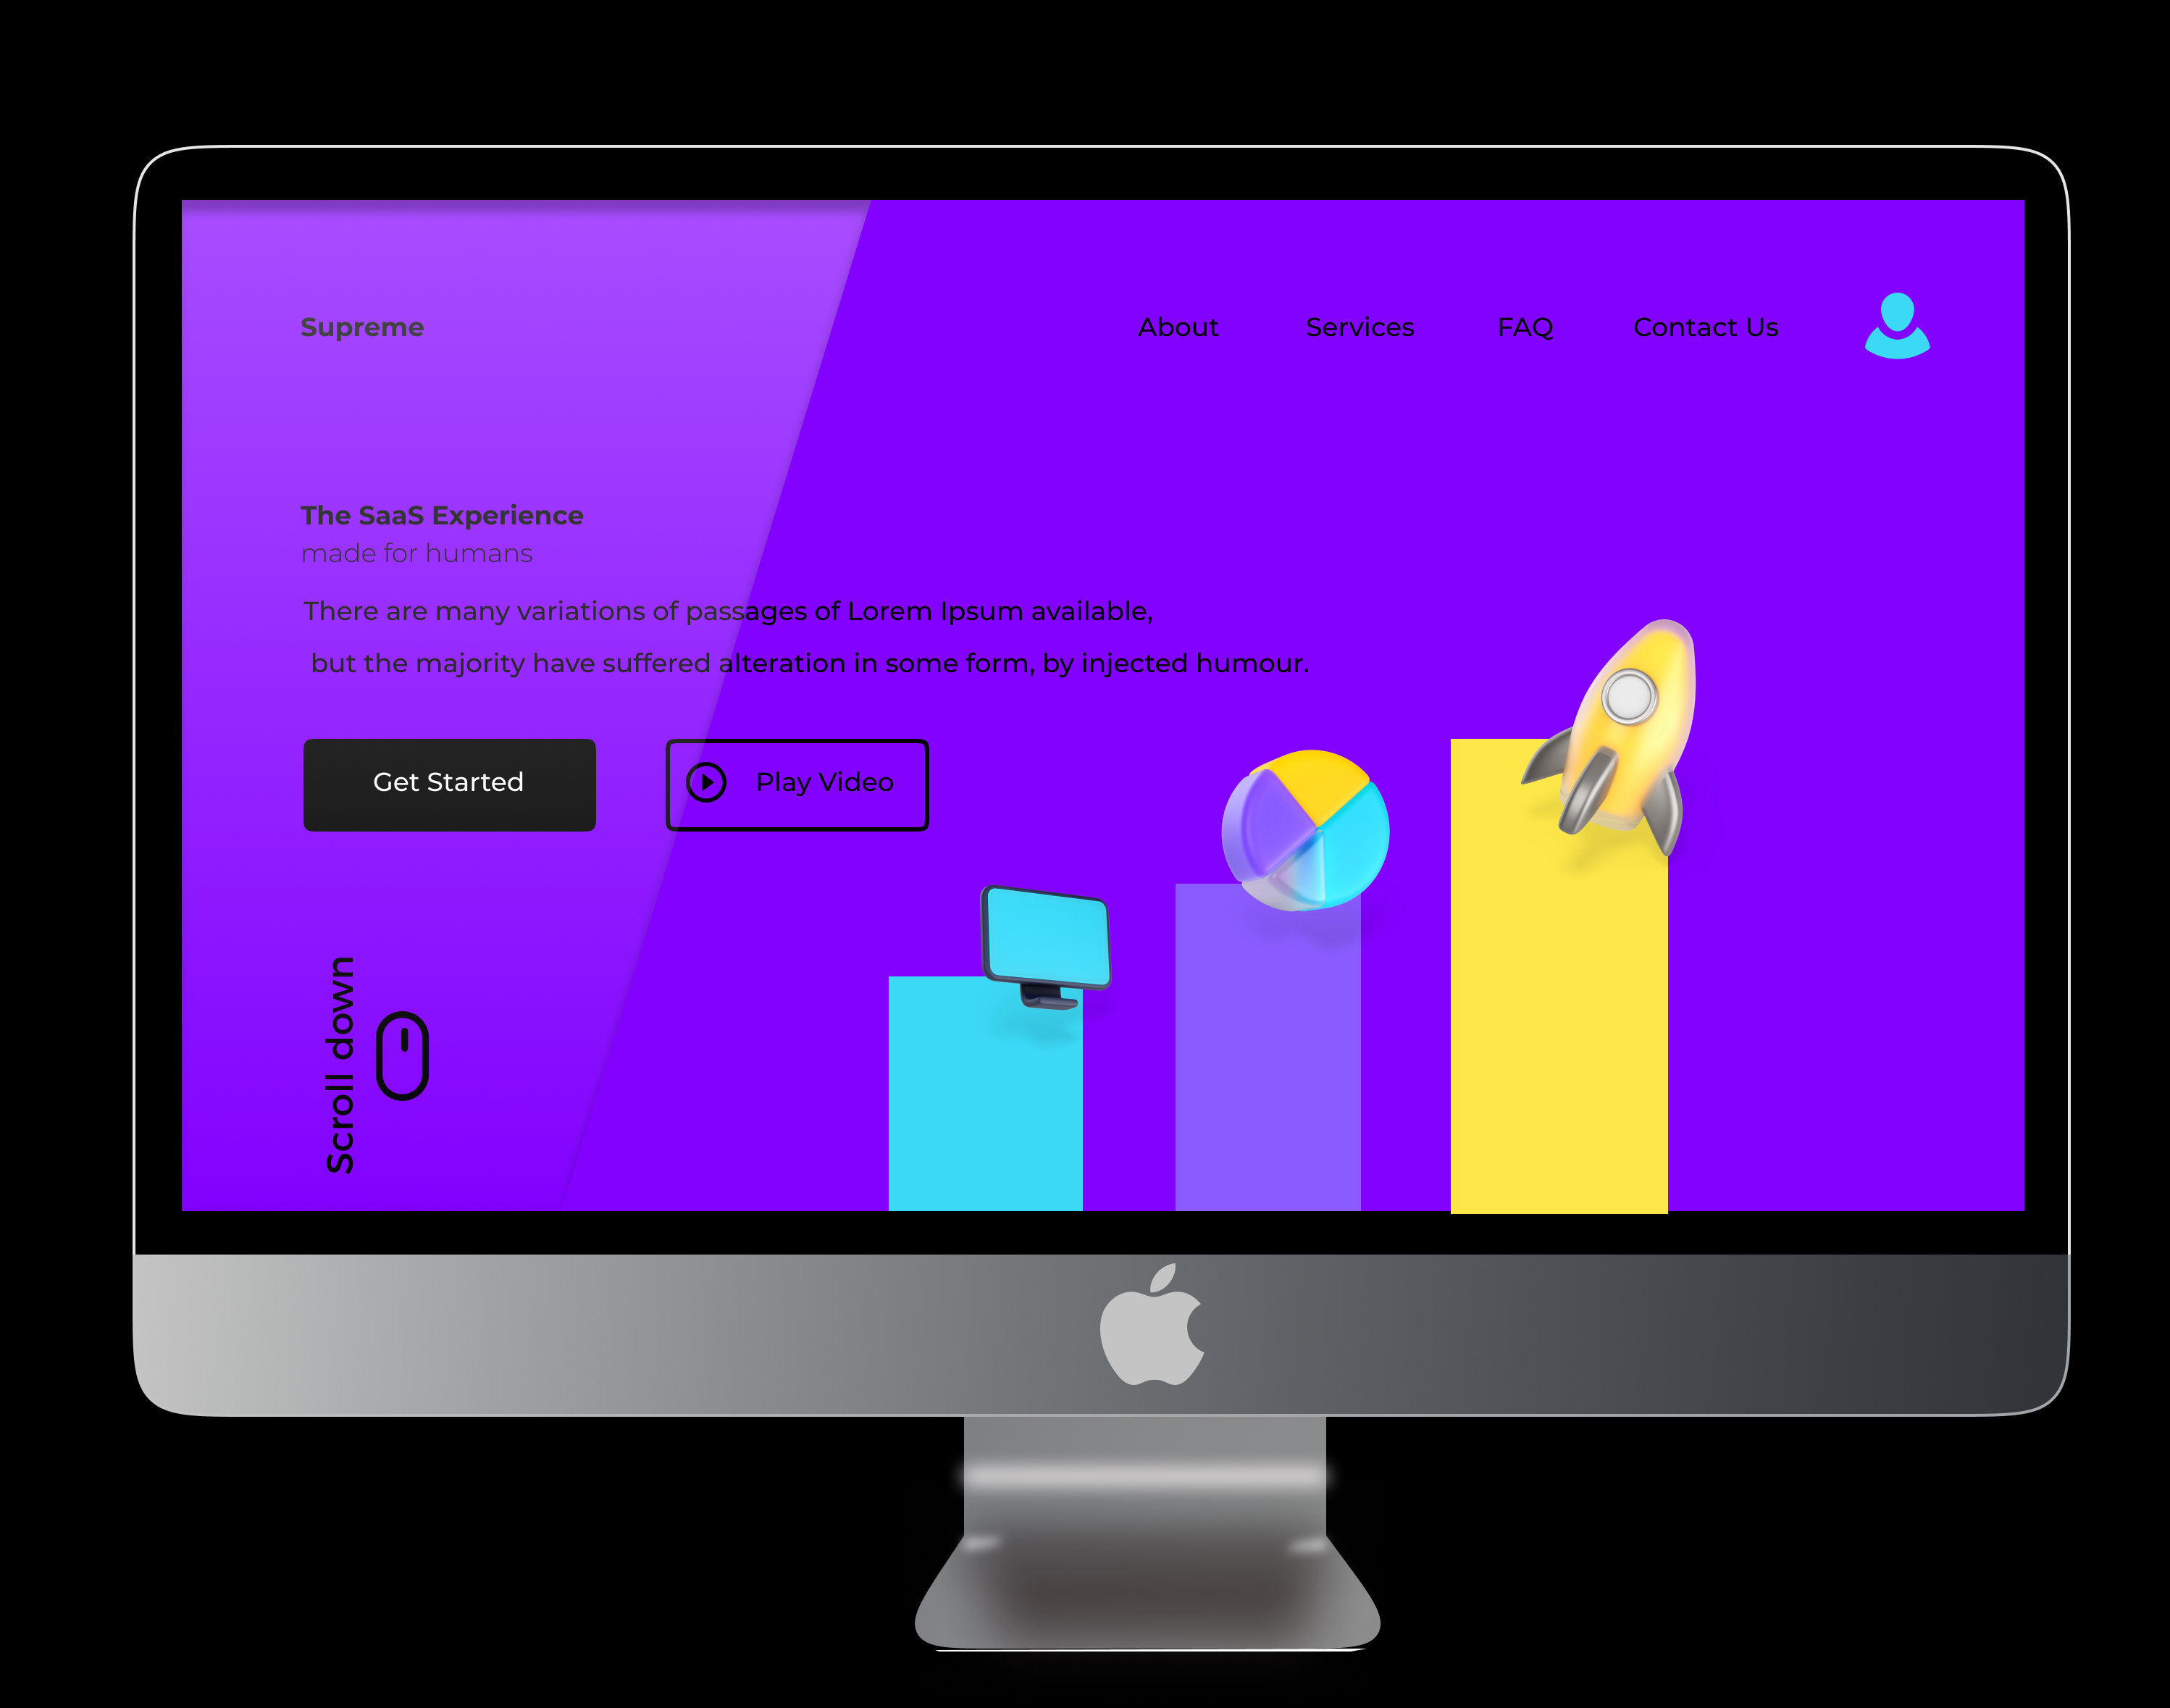 Supreme
About
Services
FAQ
Contact Us
The SaaS Experience
made for humans
There are many variations of passages of Lorem Ipsum available,
but the majority have suffered alteration in some form, by injected humour.
Get Started
Play Video
Scroll down